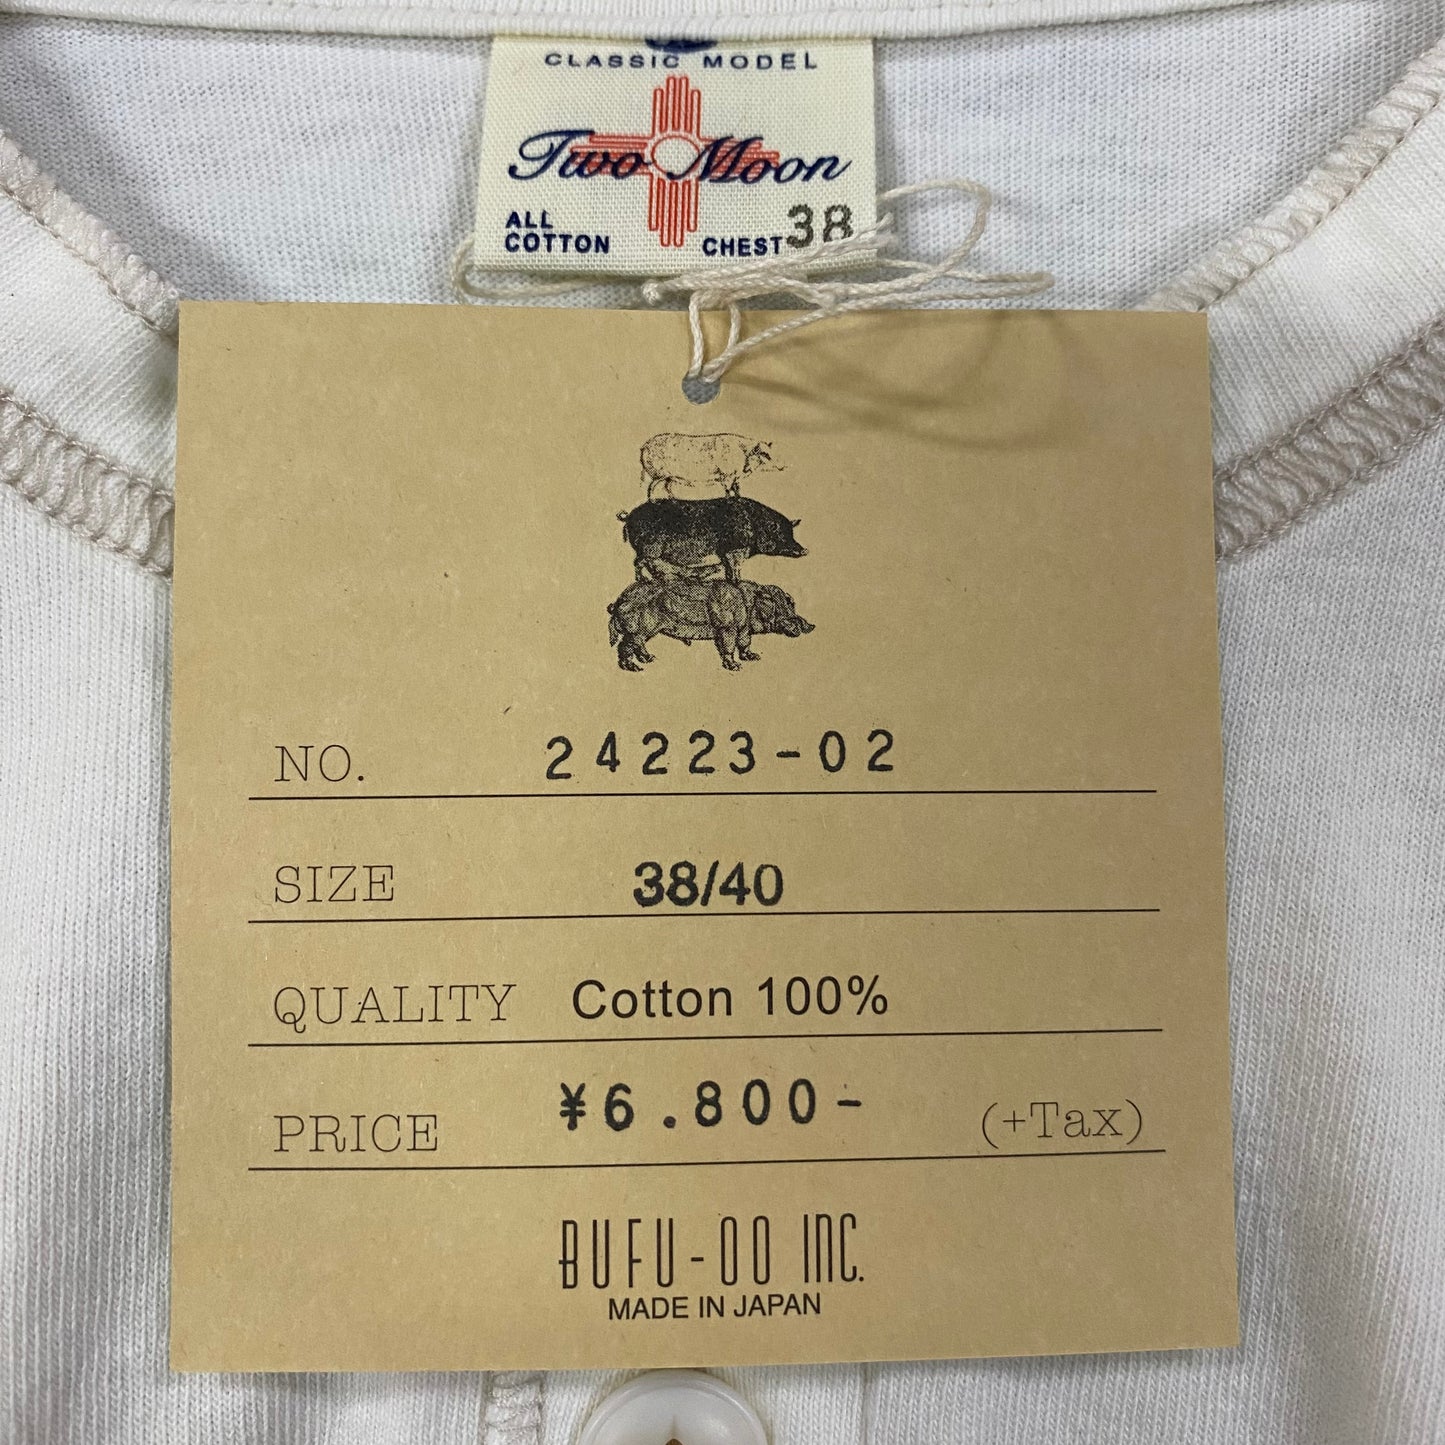 CLASSIC MODEL
Two Moon
ALL
COTTON
CHEST 38
NO. 24223-02
SIZE 38/40
QUALITY Cotton 100%
PRICE ¥6.800- (+Tax)
BUFU-OO INC.
MADE IN JAPAN